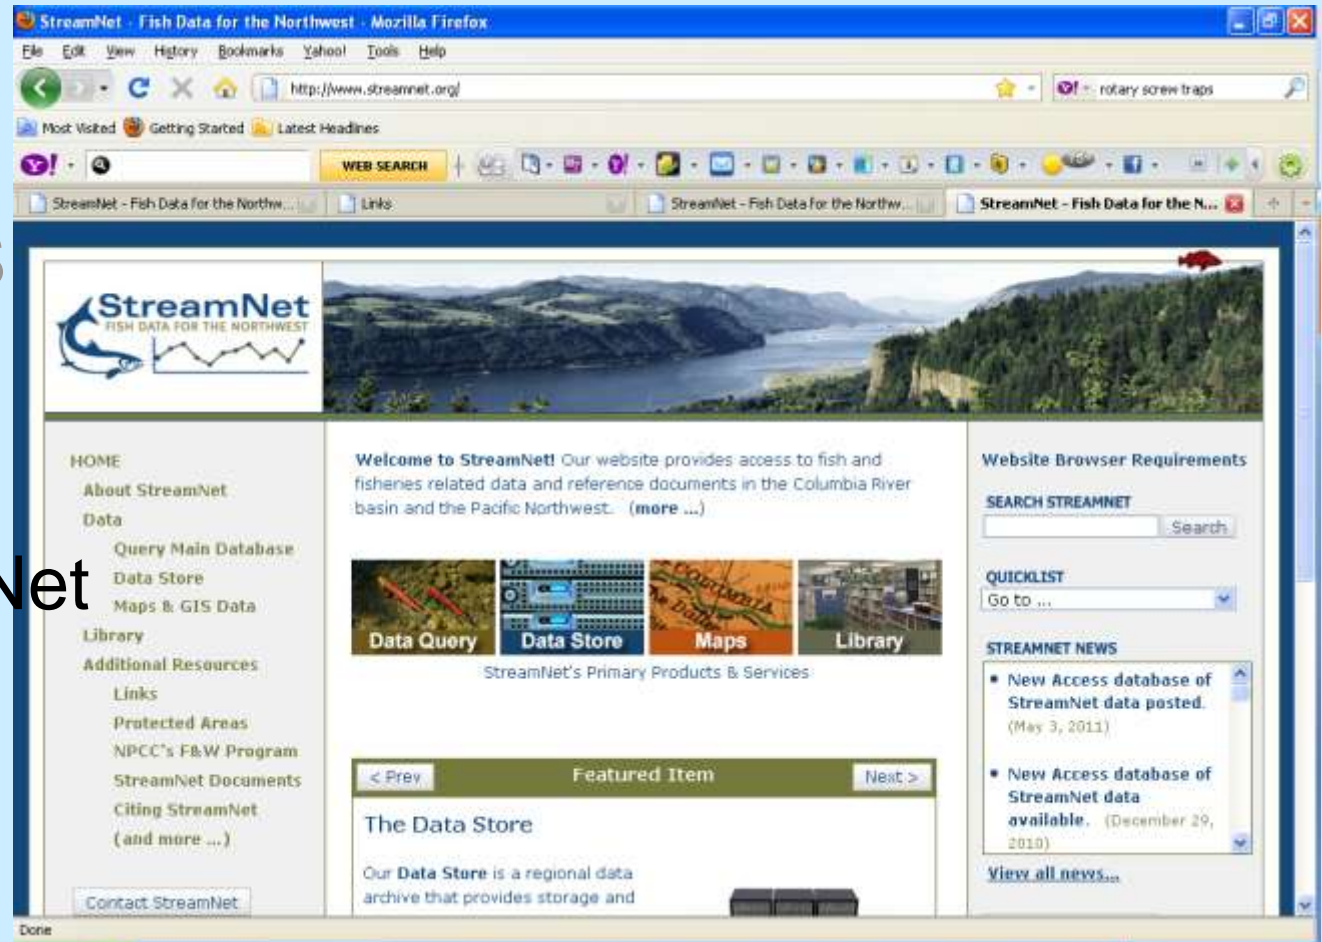 StreamNet - Fish Data for the Northwest - Mozilla Firefox
File Edit View History Bookmarks Yahoo! Tools Help
http://www.streamnet.org/
rotary screw traps
Most Visited Getting Started Latest Headlines
WEB SEARCH
StreamNet - Fish Data for the Northw... Links StreamNet - Fish Data for the Northw... StreamNet - Fish Data for the N...
s
StreamNet
FISH DATA FOR THE NORTHWEST
HOME
About StreamNet
Data
Query Main Database
Data Store
Maps & GIS Data
Library
Additional Resources
Links
Protected Areas
NPCC's F&W Program
StreamNet Documents
Citing StreamNet
(and more ...)
Contact StreamNet
Net
Welcome to StreamNet! Our website provides access to fish and
fisheries related data and reference documents in the Columbia River
basin and the Pacific Northwest. (more ...)
Data Query Data Store Maps Library
StreamNet's Primary Products & Services
< Prev Featured Item Next >
The Data Store
Our Data Store is a regional data
archive that provides storage and
Website Browser Requirements
SEARCH STREAMNET
Search
QUICKLIST
Go to ...
STREAMNET NEWS
• New Access database of
StreamNet data posted.
(May 3, 2011)
• New Access database of
StreamNet data
available. (December 29,
2010)
View all news...
Done